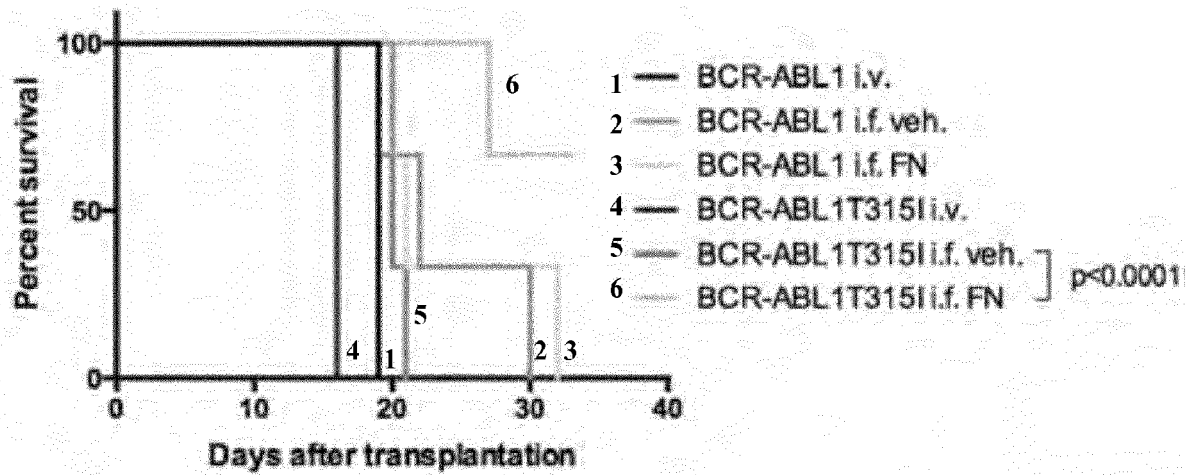 Percent survival
100
50
0
0 10 20 30 40
Days after transplantation
6
4
1
5
2
3
1 BCR-ABL1 i.v.
2 BCR-ABL1 i.f. veh.
3 BCR-ABL1 i.f. FN
4 BCR-ABL1T315I i.v.
5 BCR-ABL1T315I i.f. veh.
6 BCR-ABL1T315I i.f. FN
p<0.0001